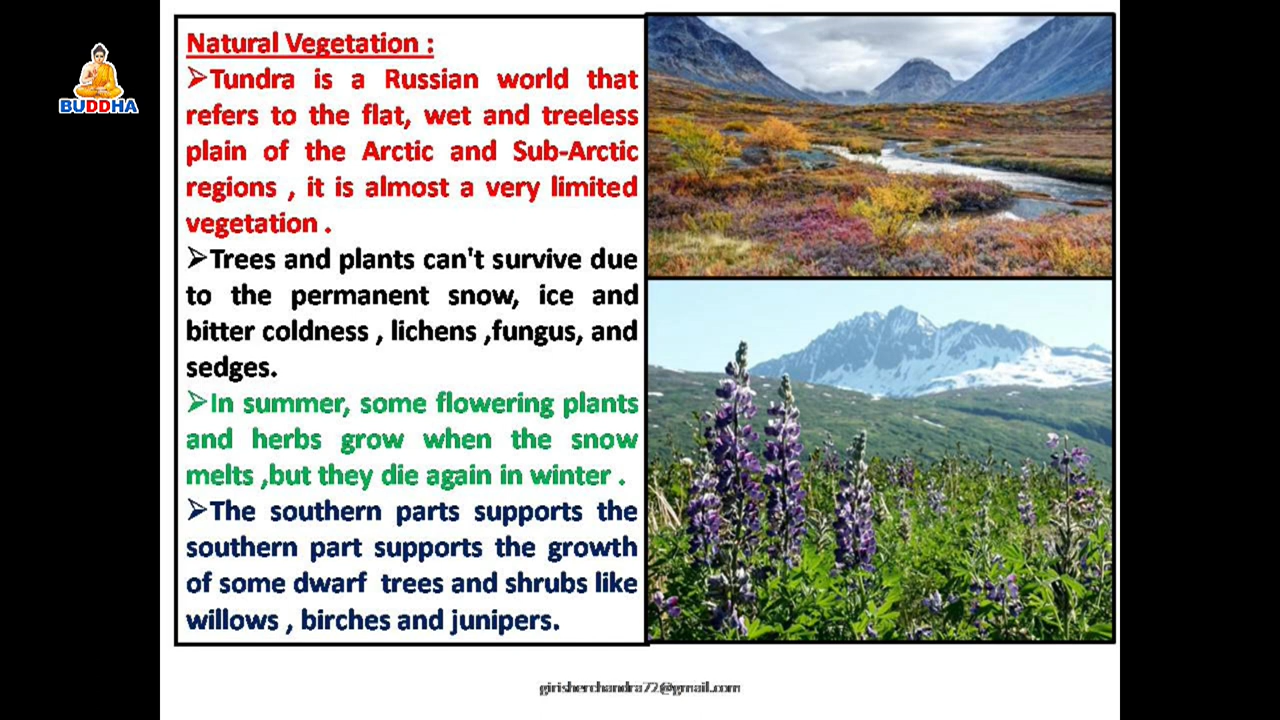 BUDDHA
Natural Vegetation :
➢Tundra is a Russian world that
refers to the flat, wet and treeless
plain of the Arctic and Sub-Arctic
regions , it is almost a very limited
vegetation .
➢Trees and plants can't survive due
to the permanent snow, ice and
bitter coldness , lichens ,fungus, and
sedges.
➢In summer, some flowering plants
and herbs grow when the snow
melts ,but they die again in winter .
➢The southern parts supports the
southern part supports the growth
of some dwarf trees and shrubs like
willows , birches and junipers.
girisherchandra72@gmail.com